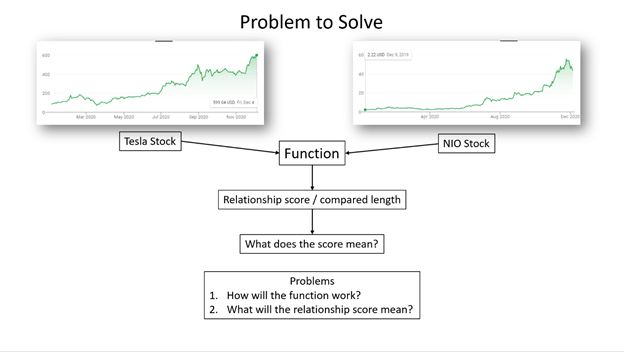 Problem to Solve
600
400
200
0
599.04 USD Fri, Dec 4
Mar 2020 May 2020 Jul 2020 Sep 2020 Nov 2020
60
40
20
0
2.22 USD Dec 9, 2019
Apr 2020 Aug 2020 Dec 2020
Tesla Stock
NIO Stock
Function
Relationship score / compared length
What does the score mean?
Problems
1. How will the function work?
2. What will the relationship score mean?